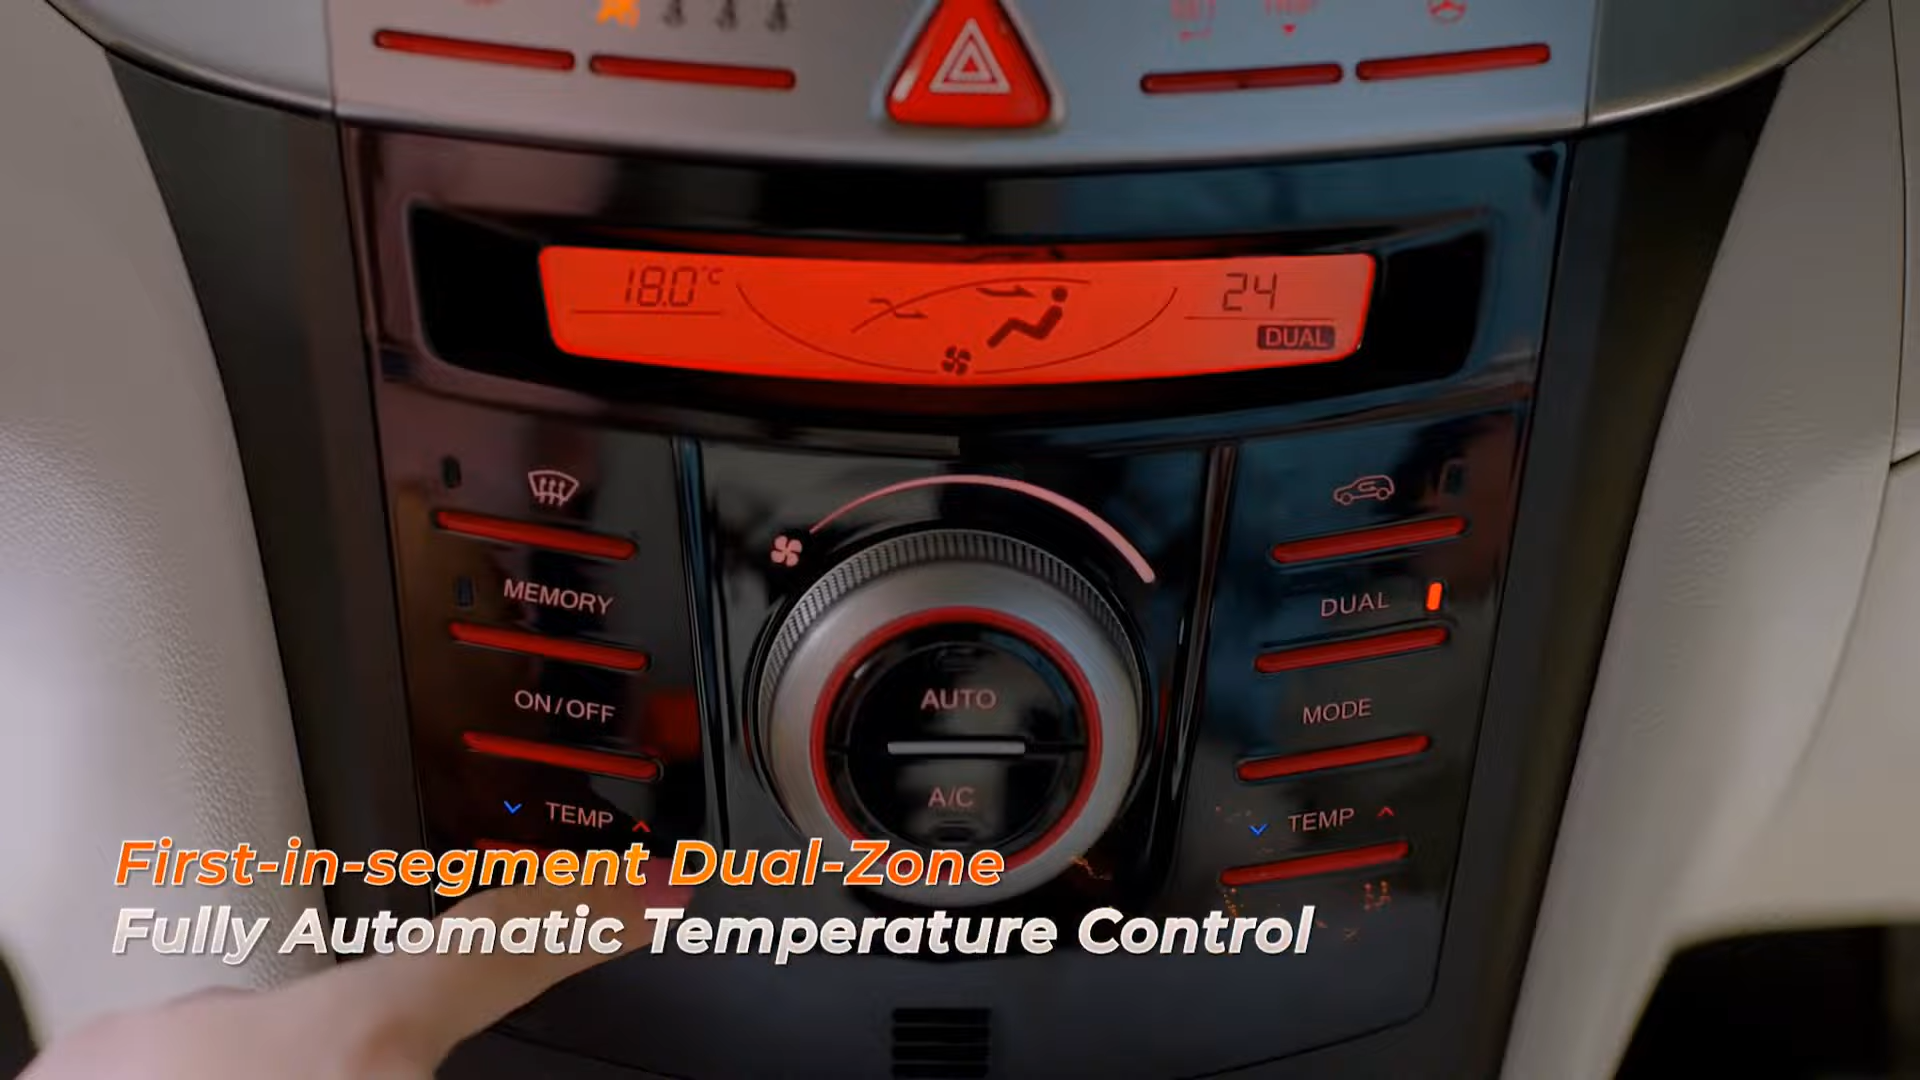 18.0°C
24
DUAL
MEMORY
DUAL
ON/OFF
AUTO
MODE
A/C
TEMP
TEMP
First-in-segment Dual-Zone
Fully Automatic Temperature Control